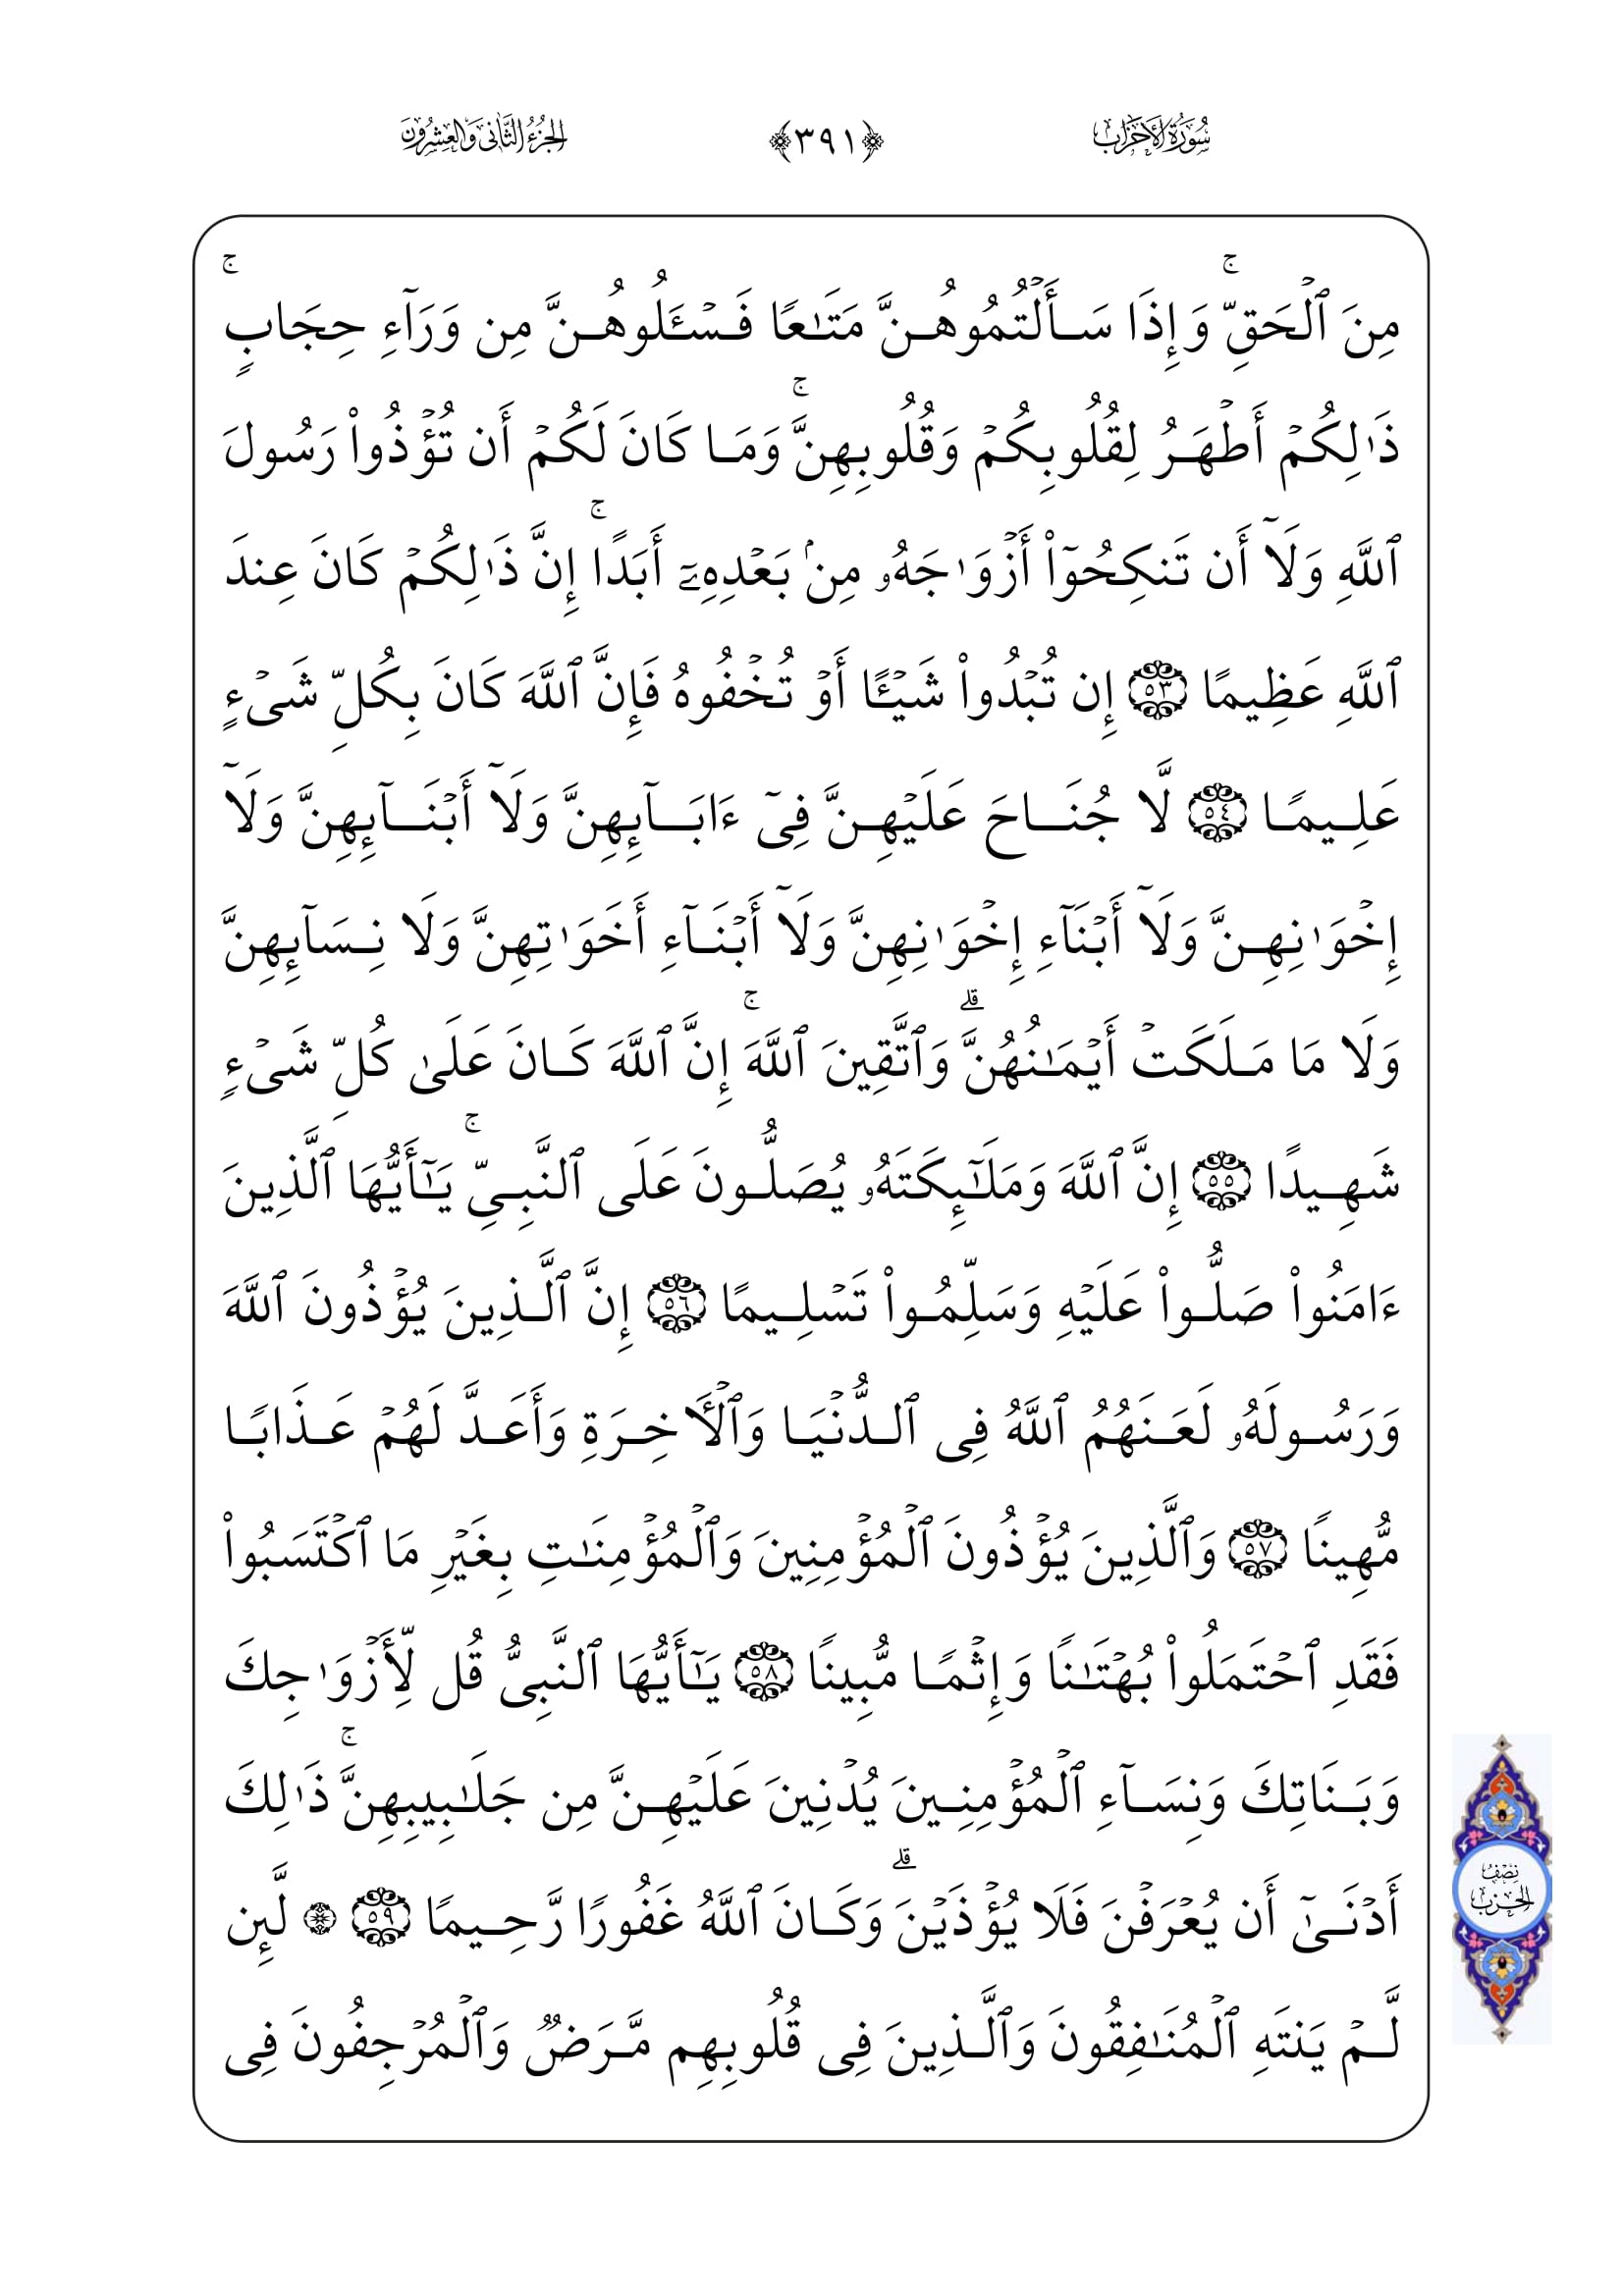 سُورَةُ الأَحْزَابِ
﴿٣٩١﴾
الجُزْءُ الثَّانِى وَالعِشْرُونَ
مِنَ ٱلْحَقِّ ۚ وَإِذَا سَأَلْتُمُوهُنَّ مَتَـٰعًا فَسْـَٔلُوهُنَّ مِن وَرَآءِ حِجَابٍ ۚ
ذَٰلِكُمْ أَطْهَرُ لِقُلُوبِكُمْ وَقُلُوبِهِنَّ ۚ وَمَا كَانَ لَكُمْ أَن تُؤْذُوا۟ رَسُولَ
ٱللَّهِ وَلَآ أَن تَنكِحُوٓا۟ أَزْوَٰجَهُۥ مِنۢ بَعْدِهِۦٓ أَبَدًا ۚ إِنَّ ذَٰلِكُمْ كَانَ عِندَ
ٱللَّهِ عَظِيمًا ٥٣ إِن تُبْدُوا۟ شَيْـًٔا أَوْ تُخْفُوهُ فَإِنَّ ٱللَّهَ كَانَ بِكُلِّ شَىْءٍ
عَلِيمًا ٥٤ لَّا جُنَاحَ عَلَيْهِنَّ فِىٓ ءَابَآئِهِنَّ وَلَآ أَبْنَآئِهِنَّ وَلَآ
إِخْوَٰنِهِنَّ وَلَآ أَبْنَآءِ إِخْوَٰنِهِنَّ وَلَآ أَبْنَآءِ أَخَوَٰتِهِنَّ وَلَا نِسَآئِهِنَّ
وَلَا مَا مَلَكَتْ أَيْمَـٰنُهُنَّ ۗ وَٱتَّقِينَ ٱللَّهَ ۚ إِنَّ ٱللَّهَ كَانَ عَلَىٰ كُلِّ شَىْءٍ
شَهِيدًا ٥٥ إِنَّ ٱللَّهَ وَمَلَـٰٓئِكَتَهُۥ يُصَلُّونَ عَلَى ٱلنَّبِىِّ ۚ يَـٰٓأَيُّهَا ٱلَّذِينَ
ءَامَنُوا۟ صَلُّوا۟ عَلَيْهِ وَسَلِّمُوا۟ تَسْلِيمًا ٥٦ إِنَّ ٱلَّذِينَ يُؤْذُونَ ٱللَّهَ
وَرَسُولَهُۥ لَعَنَهُمُ ٱللَّهُ فِى ٱلدُّنْيَا وَٱلْـَٔاخِرَةِ وَأَعَدَّ لَهُمْ عَذَابًا
مُّهِينًا ٥٧ وَٱلَّذِينَ يُؤْذُونَ ٱلْمُؤْمِنِينَ وَٱلْمُؤْمِنَـٰتِ بِغَيْرِ مَا ٱكْتَسَبُوا۟
فَقَدِ ٱحْتَمَلُوا۟ بُهْتَـٰنًا وَإِثْمًا مُّبِينًا ٥٨ يَـٰٓأَيُّهَا ٱلنَّبِىُّ قُل لِّأَزْوَٰجِكَ
وَبَنَاتِكَ وَنِسَآءِ ٱلْمُؤْمِنِينَ يُدْنِينَ عَلَيْهِنَّ مِن جَلَـٰبِيبِهِنَّ ۚ ذَٰلِكَ
أَدْنَىٰٓ أَن يُعْرَفْنَ فَلَا يُؤْذَيْنَ ۗ وَكَانَ ٱللَّهُ غَفُورًا رَّحِيمًا ٥٩ ۞ لَّئِن
لَّمْ يَنتَهِ ٱلْمُنَـٰفِقُونَ وَٱلَّذِينَ فِى قُلُوبِهِم مَّرَضٌ وَٱلْمُرْجِفُونَ فِى
نِصْفُ
الحِزْبِ